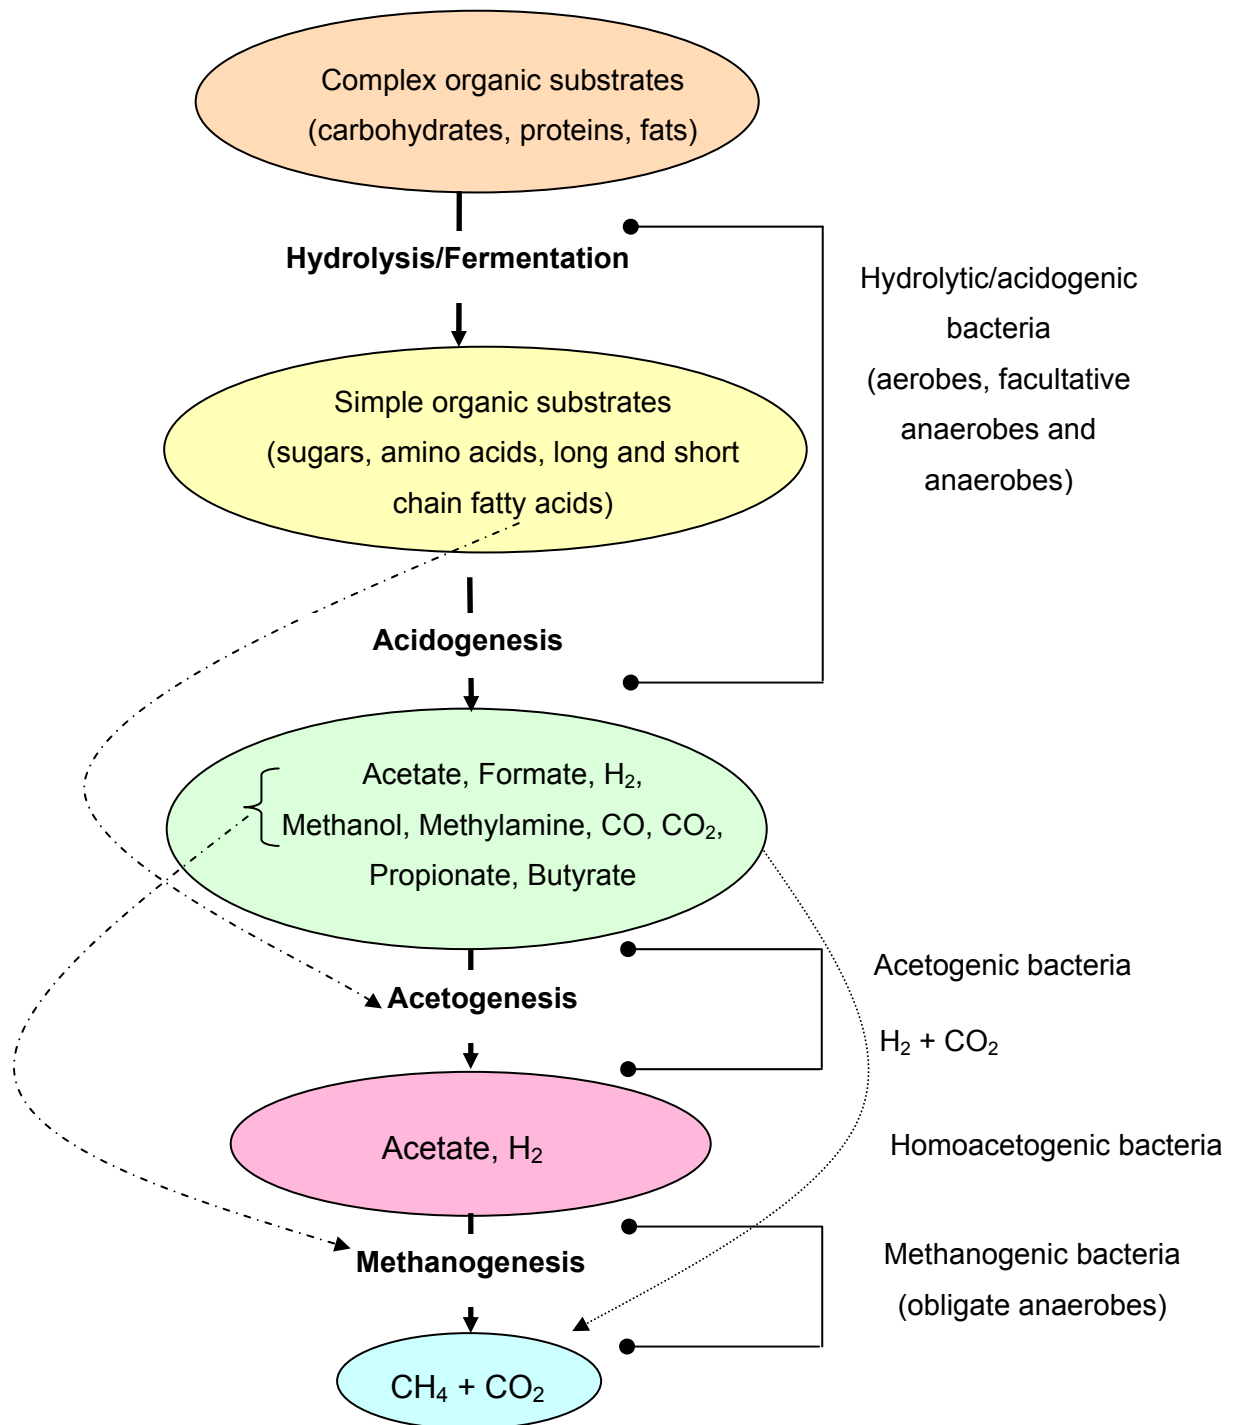 Complex organic substrates
(carbohydrates, proteins, fats)
Hydrolysis/Fermentation
Hydrolytic/acidogenic
bacteria
(aerobes, facultative
anaerobes and
anaerobes)
Simple organic substrates
(sugars, amino acids, long and short
chain fatty acids)
Acidogenesis
Acetate, Formate, H₂,
Methanol, Methylamine, CO, CO₂,
Propionate, Butyrate
Acetogenic bacteria
Acetogenesis
H₂ + CO₂
Acetate, H₂
Homoacetogenic bacteria
Methanogenesis
Methanogenic bacteria
(obligate anaerobes)
CH₄ + CO₂